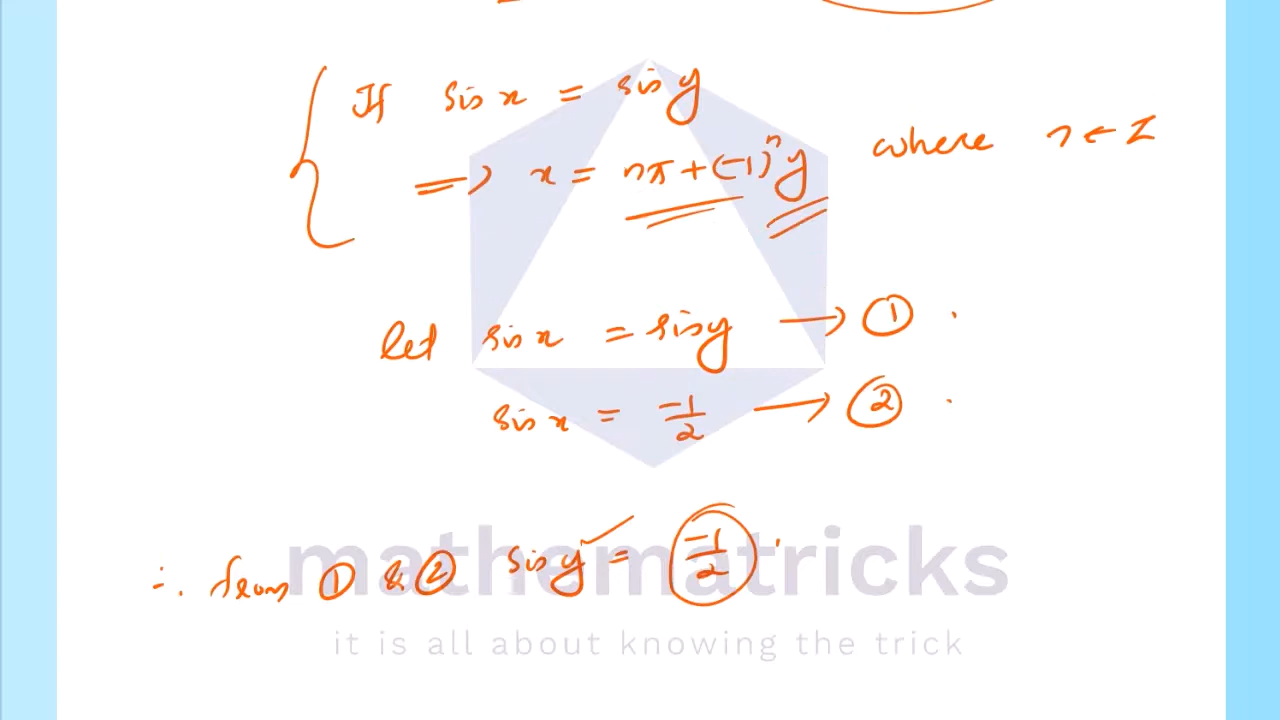 If sin x = sin y
⟹ x = nπ + (-1)ⁿ y where n ∈ Z
let sin x = sin y → ①
sin x = -1/2 → ②
∴ from ① & ② sin y = -1/2
mathematricks
it is all about knowing the trick